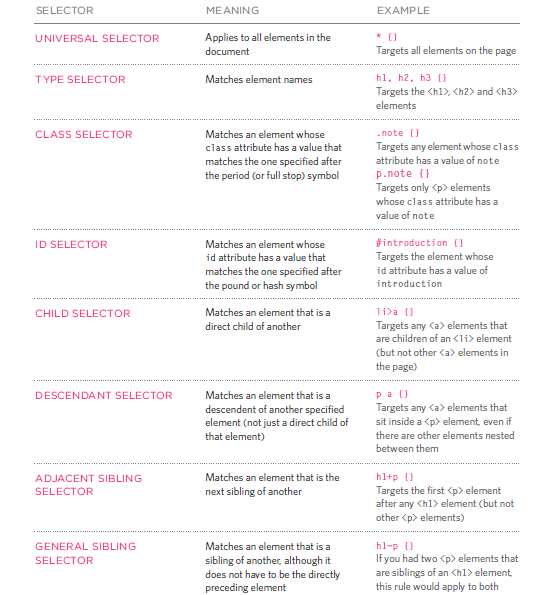 SELECTOR MEANING EXAMPLE
UNIVERSAL SELECTOR
Applies to all elements in the
document
* {}
Targets all elements on the page
TYPE SELECTOR
Matches element names
h1, h2, h3 {}
Targets the <h1>, <h2> and <h3>
elements
CLASS SELECTOR
Matches an element whose
class attribute has a value that
matches the one specified after
the period (or full stop) symbol
.note {}
Targets any element whose class
attribute has a value of note
p.note {}
Targets only <p> elements
whose class attribute has a
value of note
ID SELECTOR
Matches an element whose
id attribute has a value that
matches the one specified after
the pound or hash symbol
#introduction {}
Targets the element whose
id attribute has a value of
introduction
CHILD SELECTOR
Matches an element that is a
direct child of another
li>a {}
Targets any <a> elements that
are children of an <li> element
(but not other <a> elements in
the page)
DESCENDANT SELECTOR
Matches an element that is a
descendent of another specified
element (not just a direct child of
that element)
p a {}
Targets any <a> elements that
sit inside a <p> element, even if
there are other elements nested
between them
ADJACENT SIBLING
SELECTOR
Matches an element that is the
next sibling of another
h1+p {}
Targets the first <p> element
after any <h1> element (but not
other <p> elements)
GENERAL SIBLING
SELECTOR
Matches an element that is a
sibling of another, although it
does not have to be the directly
preceding element
h1~p {}
If you had two <p> elements that
are siblings of an <h1> element,
this rule would apply to both